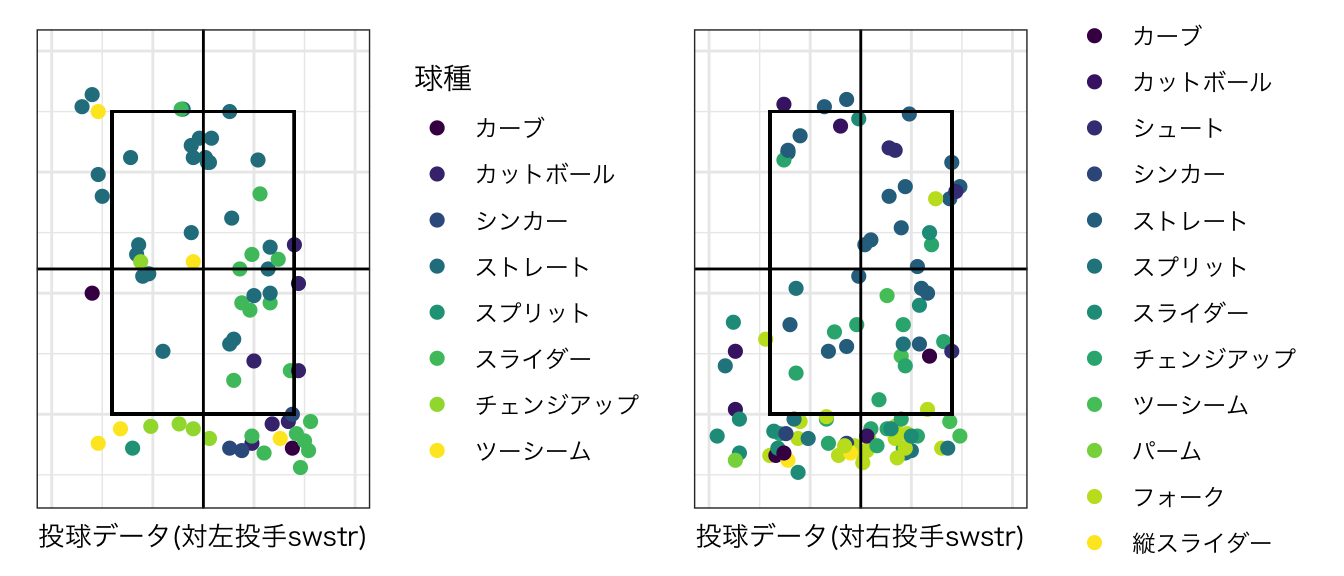 球種
カーブ
カットボール
シンカー
ストレート
スプリット
スライダー
チェンジアップ
ツーシーム
投球データ(対左投手swstr)
カーブ
カットボール
シュート
シンカー
ストレート
スプリット
スライダー
チェンジアップ
ツーシーム
パーム
フォーク
縦スライダー
投球データ(対右投手swstr)